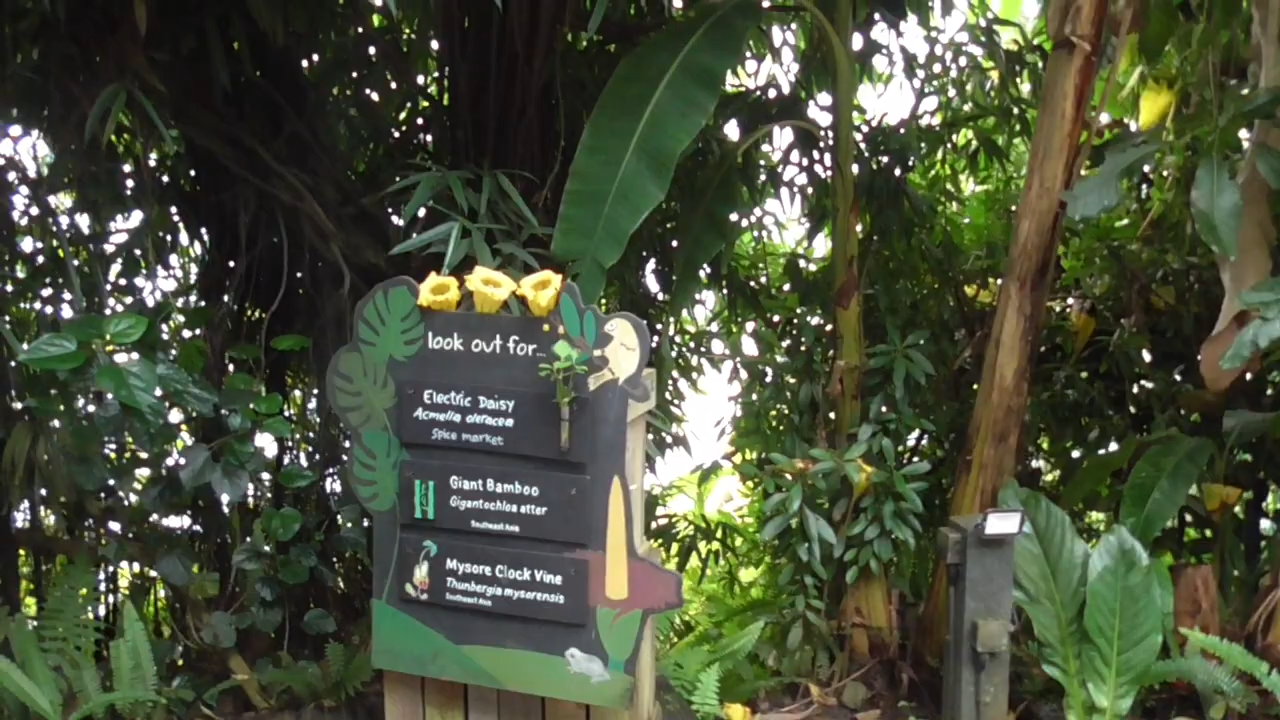 look out for...
Electric Daisy
Acmella oleracea
Spice market
Giant Bamboo
Gigantochloa atter
Southeast Asia
Mysore Clock Vine
Thunbergia mysorensis
Southeast Asia